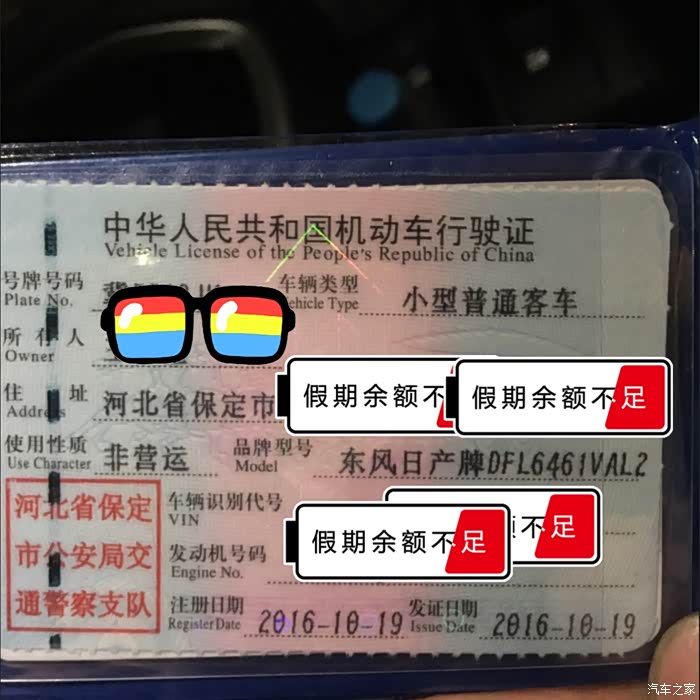 中华人民共和国机动车行驶证
Vehicle License of the People's Republic of China
号牌号码
Plate No.
车辆类型
Vehicle Type
小型普通客车
所有人
Owner
住址
Address
河北省保定市
假期余额不足
假期余额不足
使用性质
Use Character
非营运
品牌型号
Model
东风日产牌DFL6461VAL2
河北省保定
市公安局交
通警察支队
车辆识别代号
VIN
假期余额不足
额不足
发动机号码
Engine No.
注册日期
Register Date
2016-10-19
发证日期
Issue Date
2016-10-19
汽车之家